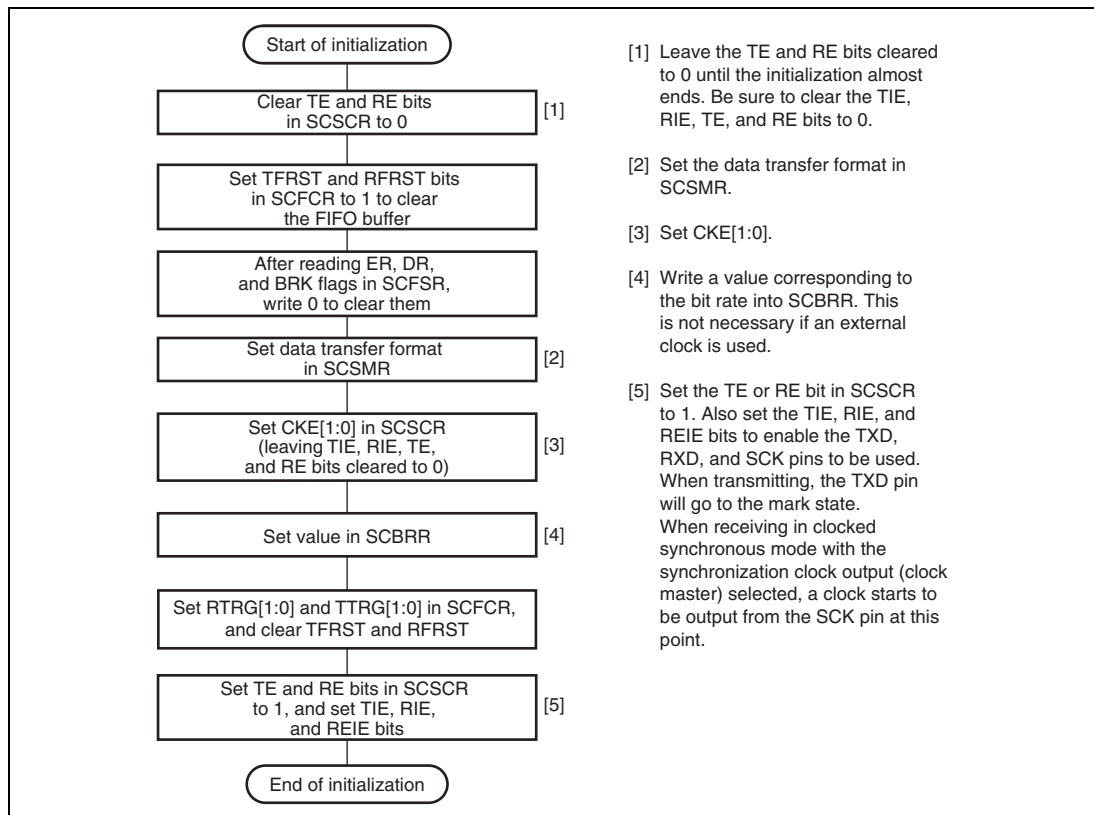 Start of initialization
Clear TE and RE bits
in SCSCR to 0
[1]
Set TFRST and RFRST bits
in SCFCR to 1 to clear
the FIFO buffer
After reading ER, DR,
and BRK flags in SCFSR,
write 0 to clear them
Set data transfer format
in SCSMR
[2]
Set CKE[1:0] in SCSCR
(leaving TIE, RIE, TE,
and RE bits cleared to 0)
[3]
Set value in SCBRR
[4]
Set RTRG[1:0] and TTRG[1:0] in SCFCR,
and clear TFRST and RFRST
Set TE and RE bits in SCSCR
to 1, and set TIE, RIE,
and REIE bits
[5]
End of initialization
[1] Leave the TE and RE bits cleared
to 0 until the initialization almost
ends. Be sure to clear the TIE,
RIE, TE, and RE bits to 0.
[2] Set the data transfer format in
SCSMR.
[3] Set CKE[1:0].
[4] Write a value corresponding to
the bit rate into SCBRR. This
is not necessary if an external
clock is used.
[5] Set the TE or RE bit in SCSCR
to 1. Also set the TIE, RIE, and
REIE bits to enable the TXD,
RXD, and SCK pins to be used.
When transmitting, the TXD pin
will go to the mark state.
When receiving in clocked
synchronous mode with the
synchronization clock output (clock
master) selected, a clock starts to
be output from the SCK pin at this
point.